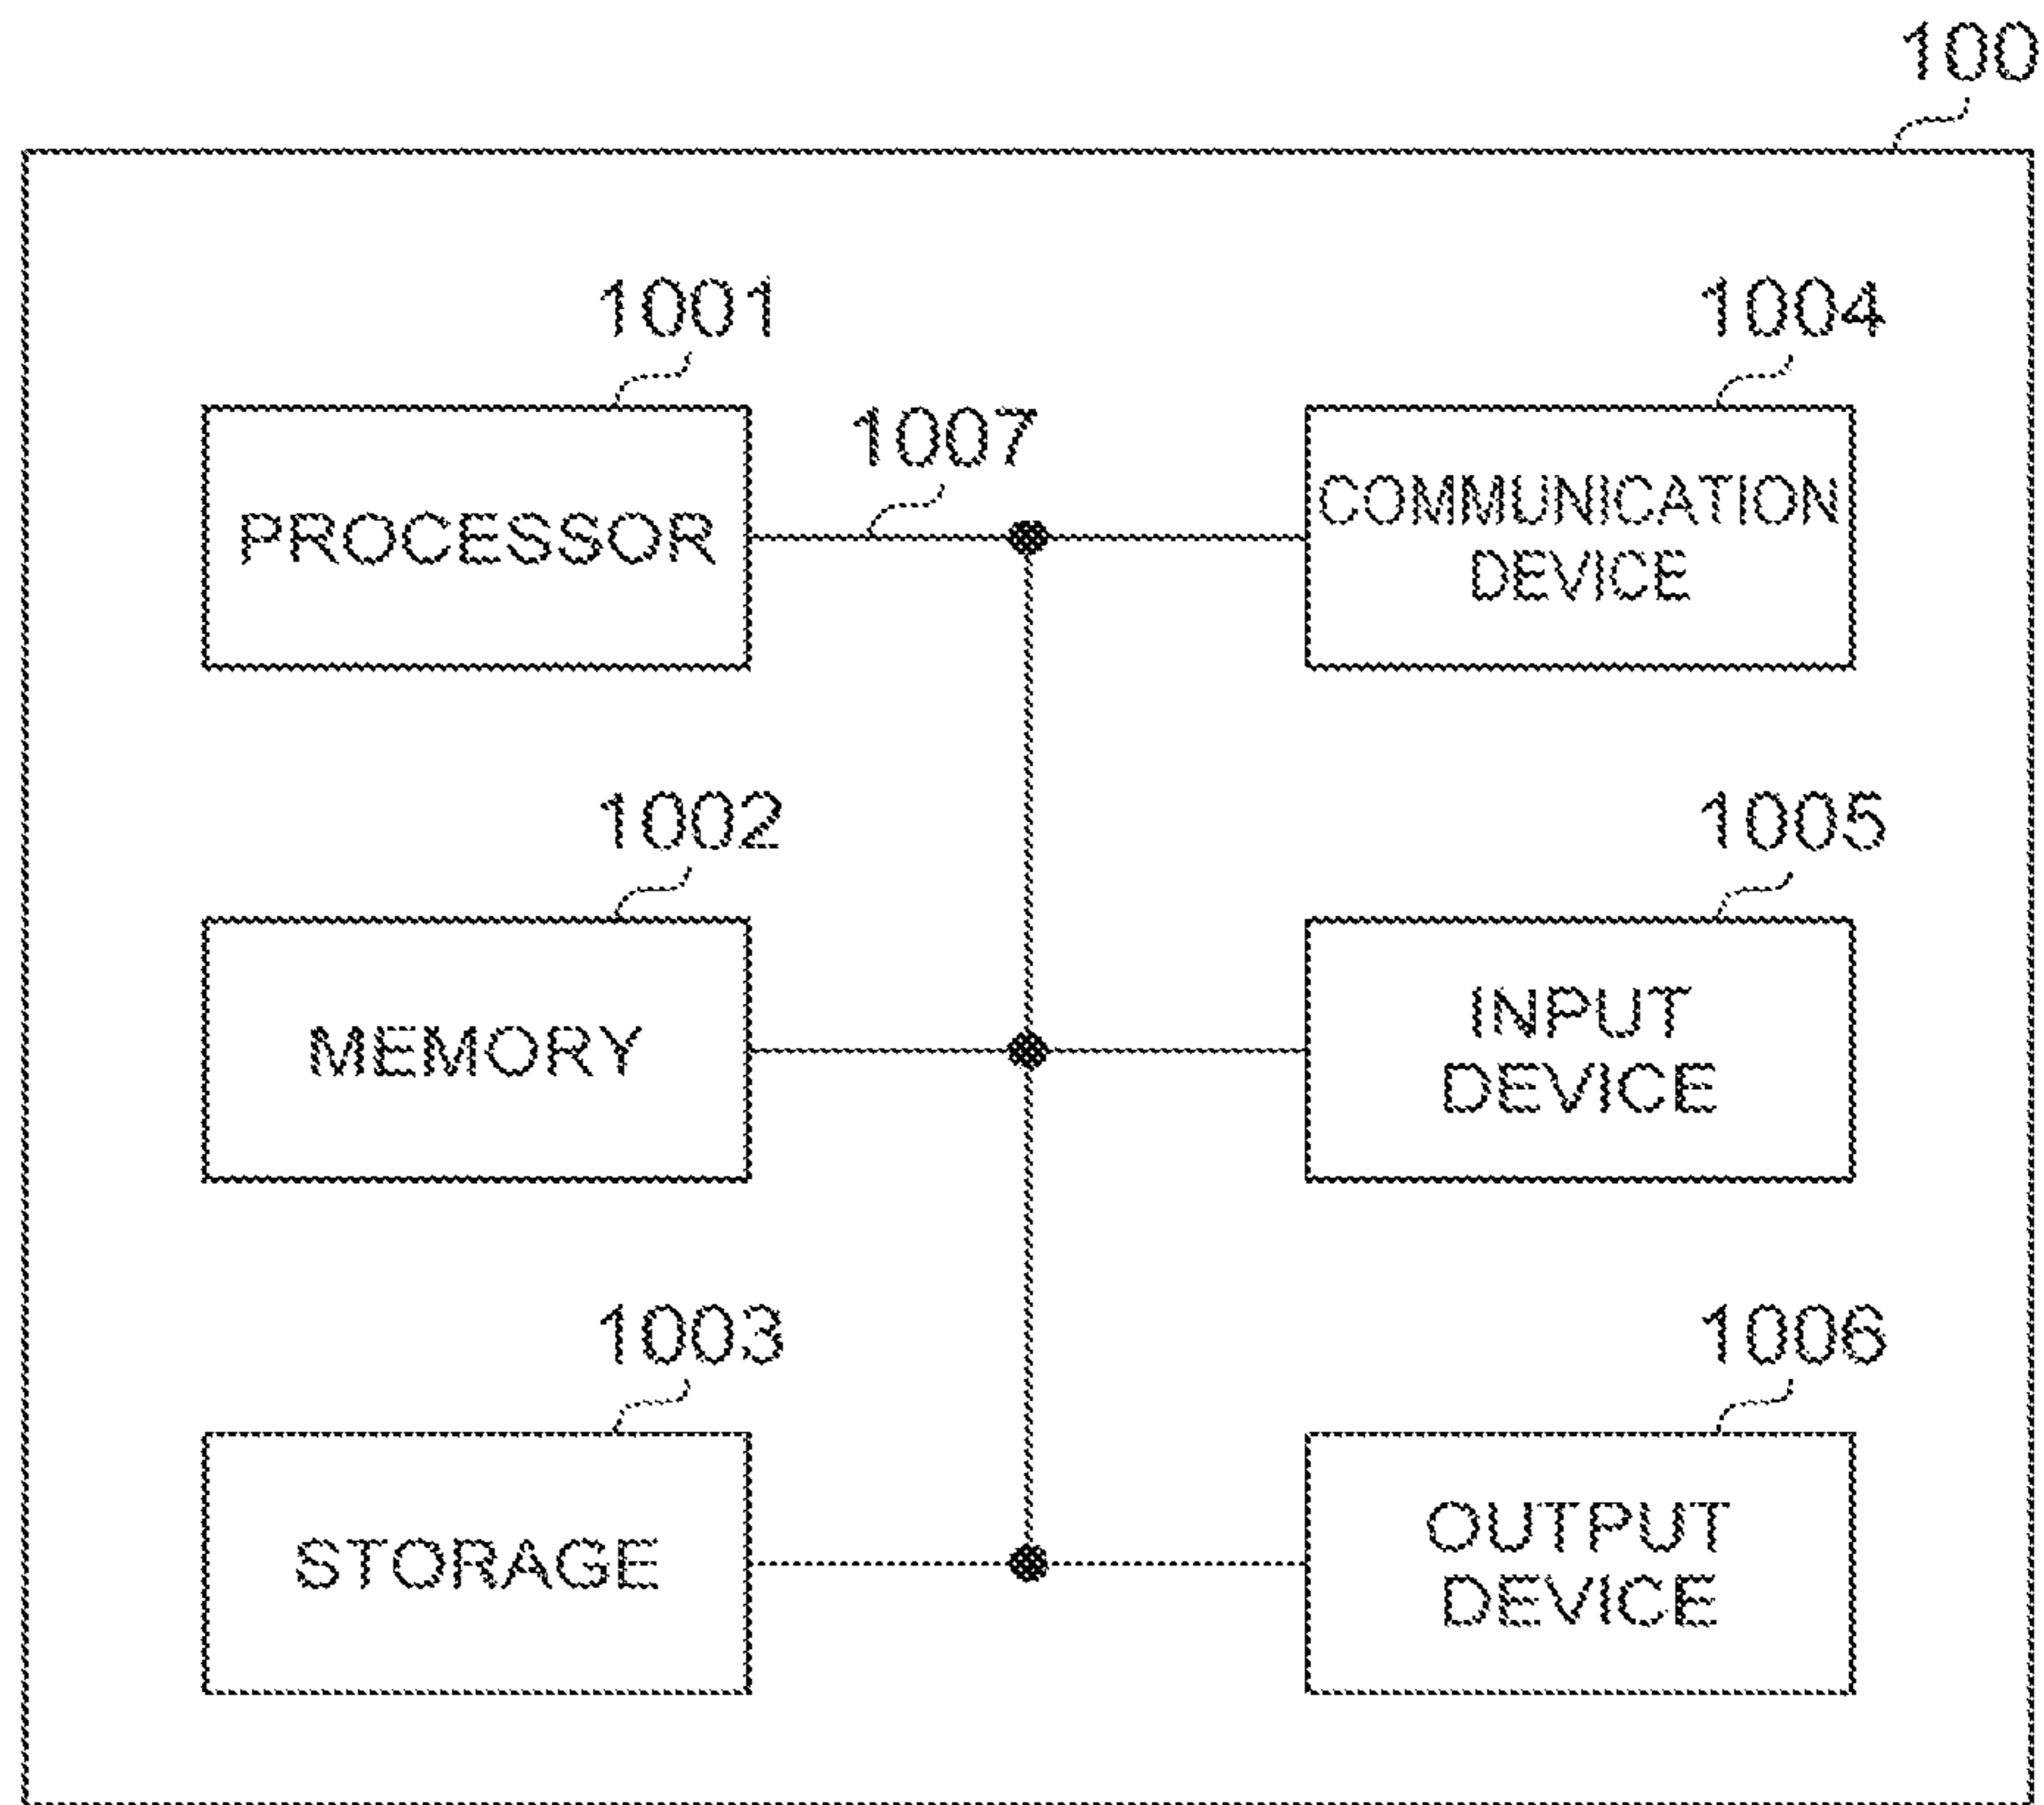 100
1001
1004
1007
PROCESSOR
COMMUNICATION
DEVICE
1002
1005
MEMORY
INPUT
DEVICE
1003
1006
STORAGE
OUTPUT
DEVICE